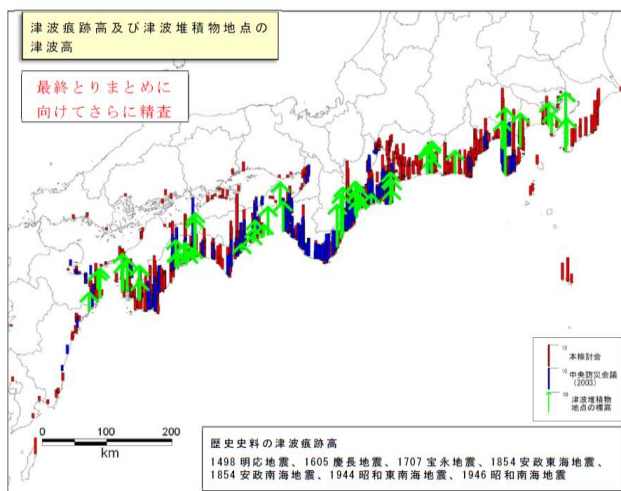 津波痕跡高及び津波堆積物地点の
津波高
最終とりまとめに
向けてさらに精査
10
本検討会
10
中央防災会議
(2003)
津波堆積物
地点の標高
0 50 100 150 200
km
歴史史料の津波痕跡高
1498 明応地震、1605 慶長地震、1707 宝永地震、1854 安政東海地震、
1854 安政南海地震、1944 昭和東南海地震、1946 昭和南海地震